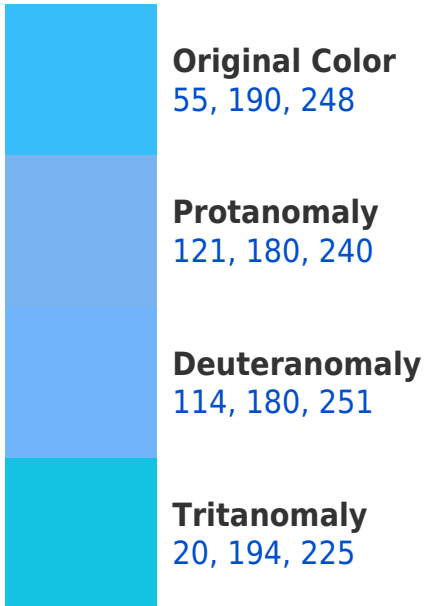 Original Color
55, 190, 248
Protanomaly
121, 180, 240
Deuteranomaly
114, 180, 251
Tritanomaly
20, 194, 225